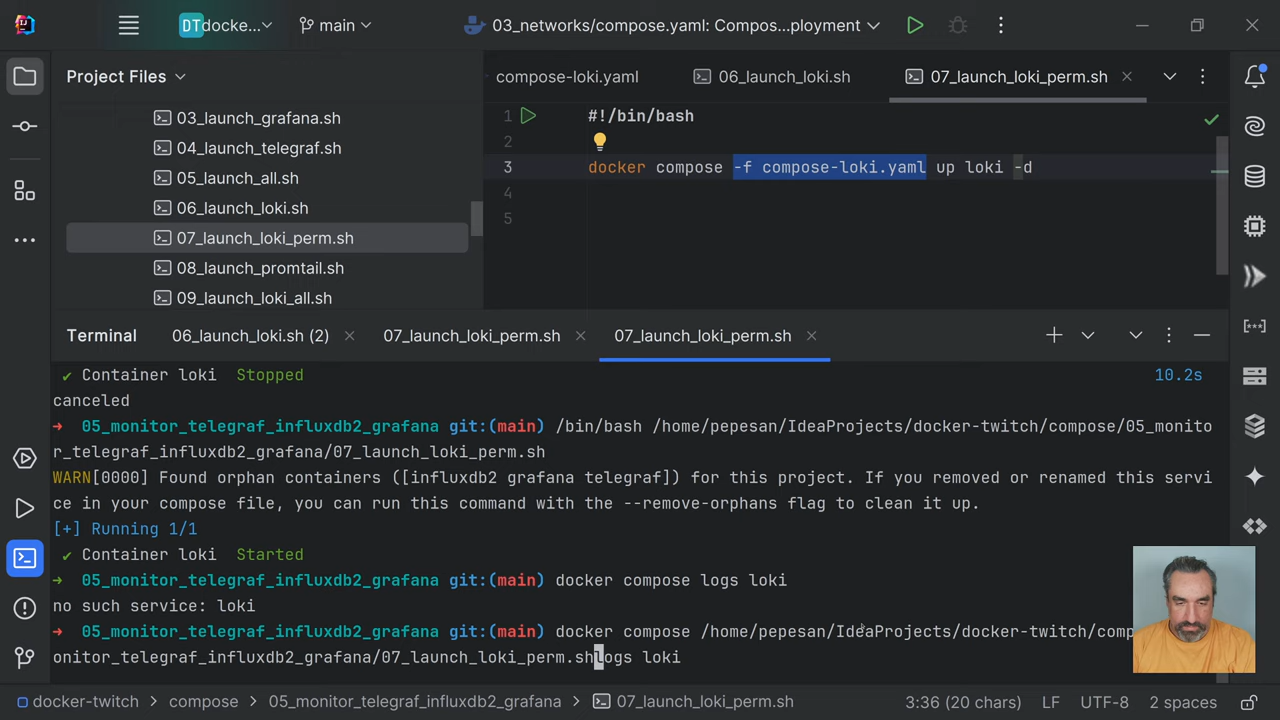 DT docke...
main
03_networks/compose.yaml: Compos...ployment
Project Files
compose-loki.yaml
06_launch_loki.sh
07_launch_loki_perm.sh
03_launch_grafana.sh
04_launch_telegraf.sh
05_launch_all.sh
06_launch_loki.sh
07_launch_loki_perm.sh
08_launch_promtail.sh
09_launch_loki_all.sh
1 #!/bin/bash
2
3 docker compose -f compose-loki.yaml up loki -d
4
5
Terminal
06_launch_loki.sh (2)
07_launch_loki_perm.sh
07_launch_loki_perm.sh
✔ Container loki Stopped 10.2s
canceled
➜ 05_monitor_telegraf_influxdb2_grafana git:(main) /bin/bash /home/pepesan/IdeaProjects/docker-twitch/compose/05_monito
r_telegraf_influxdb2_grafana/07_launch_loki_perm.sh
WARN[0000] Found orphan containers ([influxdb2 grafana telegraf]) for this project. If you removed or renamed this servi
ce in your compose file, you can run this command with the --remove-orphans flag to clean it up.
[+] Running 1/1
✔ Container loki Started
➜ 05_monitor_telegraf_influxdb2_grafana git:(main) docker compose logs loki
no such service: loki
➜ 05_monitor_telegraf_influxdb2_grafana git:(main) docker compose /home/pepesan/IdeaProjects/docker-twitch/comp
onitor_telegraf_influxdb2_grafana/07_launch_loki_perm.shlogs loki
docker-twitch
compose
05_monitor_telegraf_influxdb2_grafana
07_launch_loki_perm.sh
3:36 (20 chars)
LF
UTF-8
2 spaces